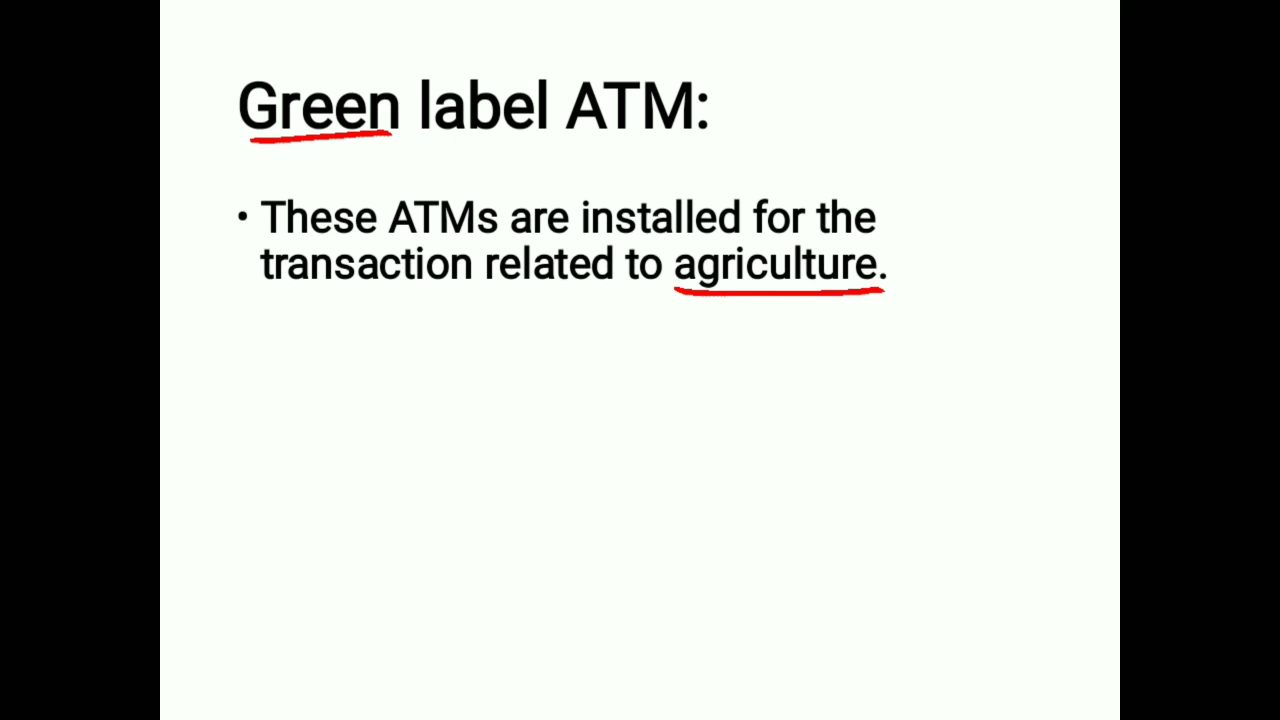 Green label ATM:
• These ATMs are installed for the
transaction related to agriculture.